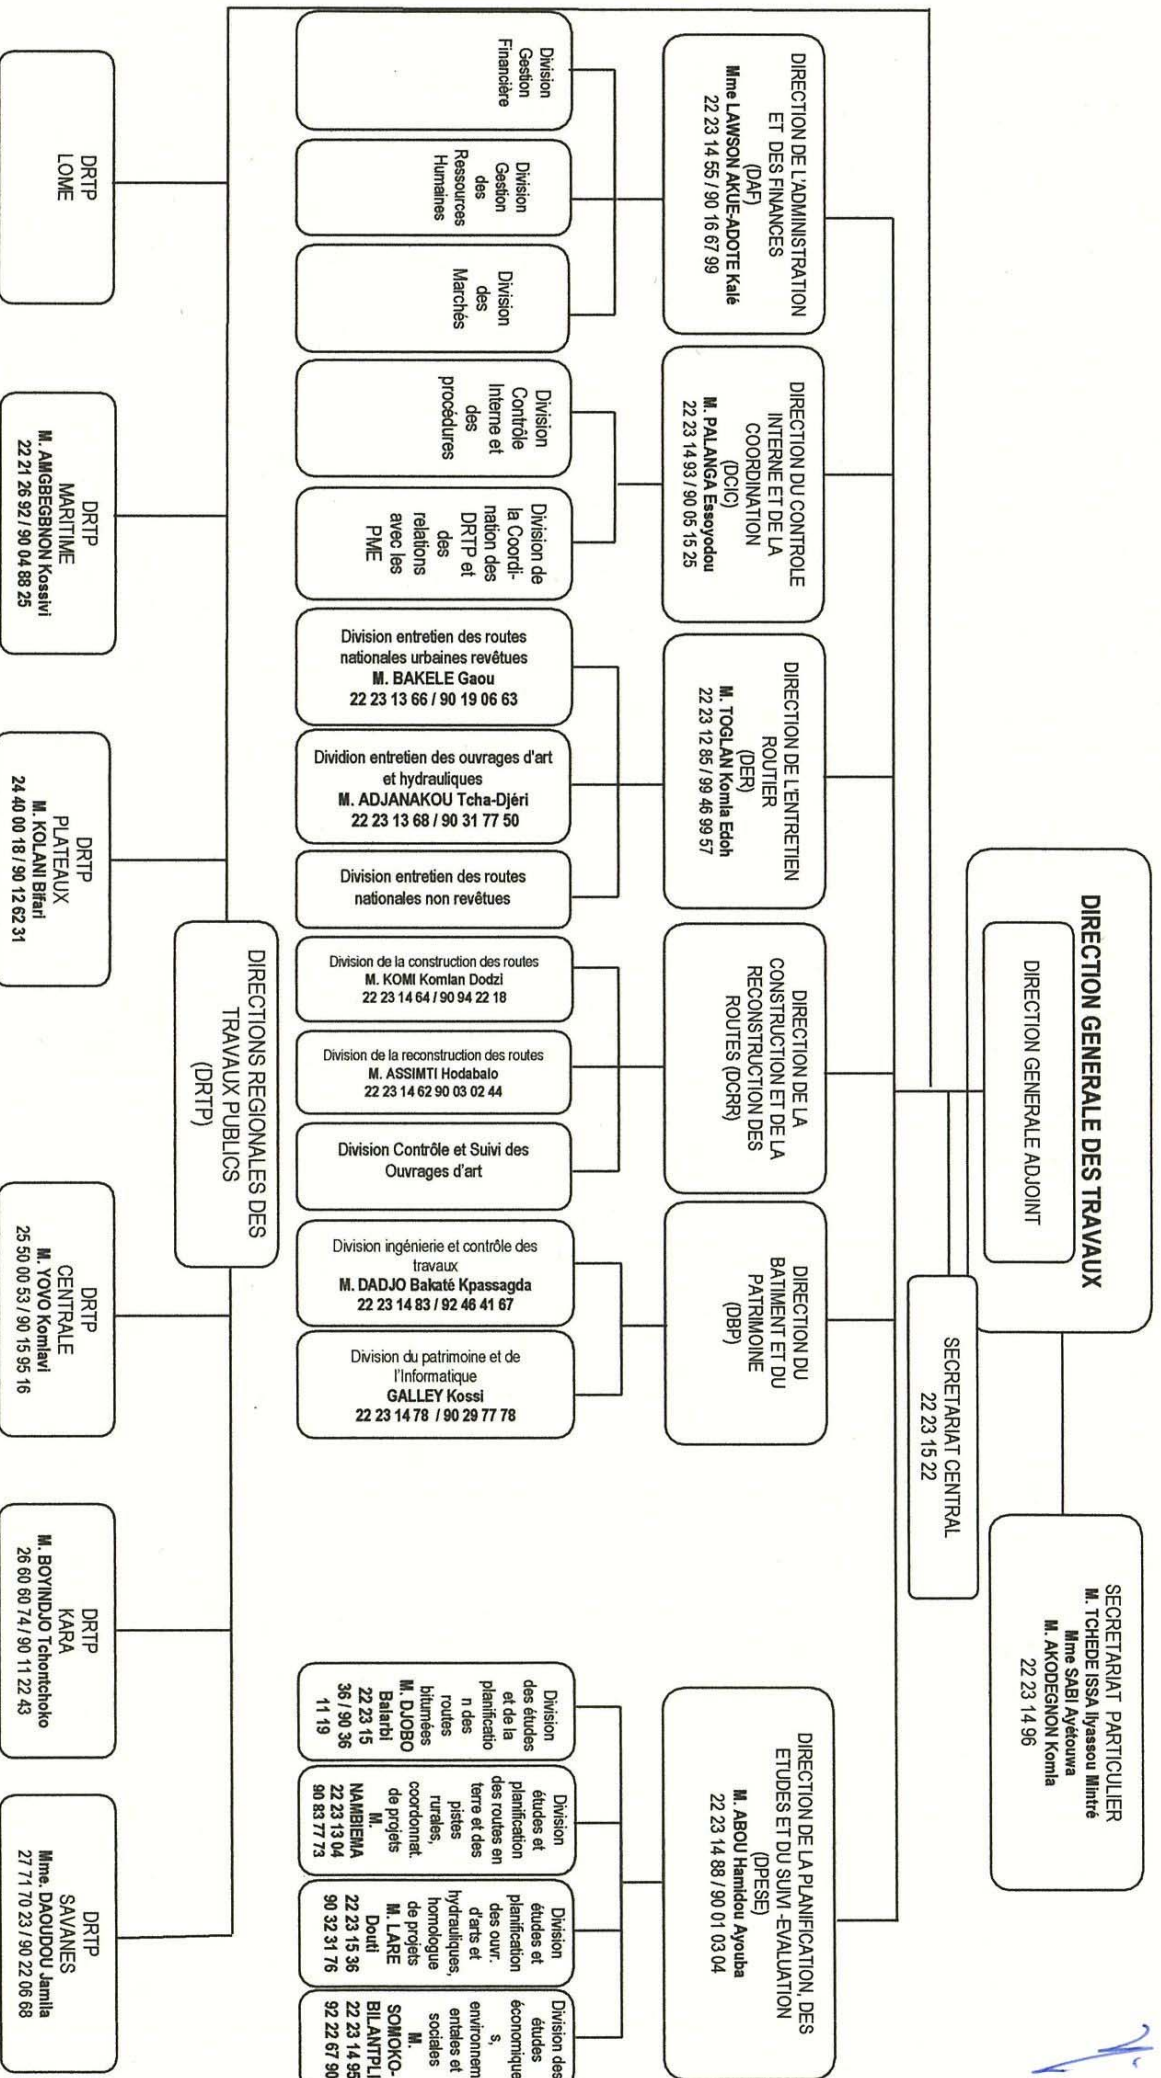 DIRECTION GENERALE DES TRAVAUX
DIRECTION GENERALE ADJOINT
SECRETARIAT PARTICULIER
M. TCHEDE ISSA Ilyassou Mintré
Mme SABI Ayétouwa
M. AKODEGNON Komla
22 23 14 96
SECRETARIAT CENTRAL
22 23 15 22
DIRECTION DE L'ADMINISTRATION
ET DES FINANCES
(DAF)
Mme LAWSON AKUE-ADOTE Kalé
22 23 14 55 / 90 16 67 99
DIRECTION DU CONTROLE
INTERNE ET DE LA
COORDINATION
(DCIC)
M. PALANGA Essoyodou
22 23 14 93 / 90 05 15 25
DIRECTION DE L'ENTRETIEN
ROUTIER
(DER)
M. TOGLAN Komla Edoh
22 23 12 85 / 99 46 99 57
DIRECTION DE LA
CONSTRUCTION ET DE LA
RECONSTRUCTION DES
ROUTES (DCRR)
DIRECTION DU
BATIMENT ET DU
PATRIMOINE
(DBP)
DIRECTION DE LA PLANIFICATION, DES
ETUDES ET DU SUIVI -EVALUATION
(DPESE)
M. ABOU Hamidou Ayouba
22 23 14 88 / 90 01 03 04
Division
Gestion
Financière
Division
Gestion
des
Ressources
Humaines
Division
des
Marchés
Division
Contrôle
Interne et
des
procédures
Division de
la Coordi-
nation des
DRTP et
des
relations
avec les
PME
Division entretien des routes
nationales urbaines revêtues
M. BAKELE Gaou
22 23 13 66 / 90 19 06 63
Dividion entretien des ouvrages d'art
et hydrauliques
M. ADJANAKOU Tcha-Djéri
22 23 13 68 / 90 31 77 50
Division entretien des routes
nationales non revêtues
Division de la construction des routes
M. KOMI Komlan Dodzi
22 23 14 64 / 90 94 22 18
Division de la reconstruction des routes
M. ASSIMTI Hodabalo
22 23 14 62 90 03 02 44
Division Contrôle et Suivi des
Ouvrages d'art
Division ingénierie et contrôle des
travaux
M. DADJO Bakaté Kpassagda
22 23 14 83 / 92 46 41 67
Division du patrimoine et de
l'Informatique
GALLEY Kossi
22 23 14 78 / 90 29 77 78
Division
des études
et de la
planificatio
n des
routes
bitumées
M. DJOBO
Balarbi
22 23 15
36 / 90 36
11 19
Division
études et
planification
des routes en
terre et des
pistes
rurales,
coordonnat.
de projets
M.
NAMBIEMA
22 23 13 04
90 83 77 73
Division
études et
planification
des ouvr.
d'arts et
hydrauliques,
homologue
de projets
M. LARE
Douti
22 23 15 36
90 32 31 76
Division des
études
économique
s,
environnem
entales et
sociales
M.
SOMOKO-
BILANTPLI
22 23 14 95
92 22 67 90
DIRECTIONS REGIONALES DES
TRAVAUX PUBLICS
(DRTP)
DRTP
LOME
DRTP
MARITIME
M. AMGBEGBNON Kossivi
22 21 26 92 / 90 04 88 25
DRTP
PLATEAUX
M. KOLANI Bifari
24 40 00 18 / 90 12 62 31
DRTP
CENTRALE
M. YOVO Komlavi
25 50 00 53 / 90 15 95 16
DRTP
KARA
M. BOYINDJO Tchontchoko
26 60 60 74 / 90 11 22 43
DRTP
SAVANES
Mme. DAOUDOU Jamila
27 71 70 23 / 90 22 06 68